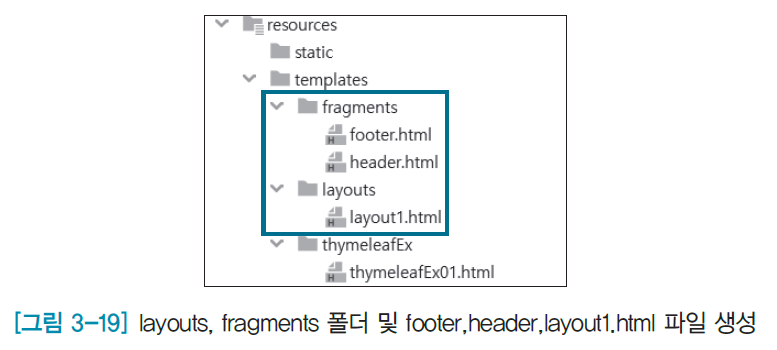 resources
static
templates
fragments
footer.html
header.html
layouts
layout1.html
thymeleafEx
thymeleafEx01.html
[그림 3-19] layouts, fragments 폴더 및 footer,header,layout1.html 파일 생성